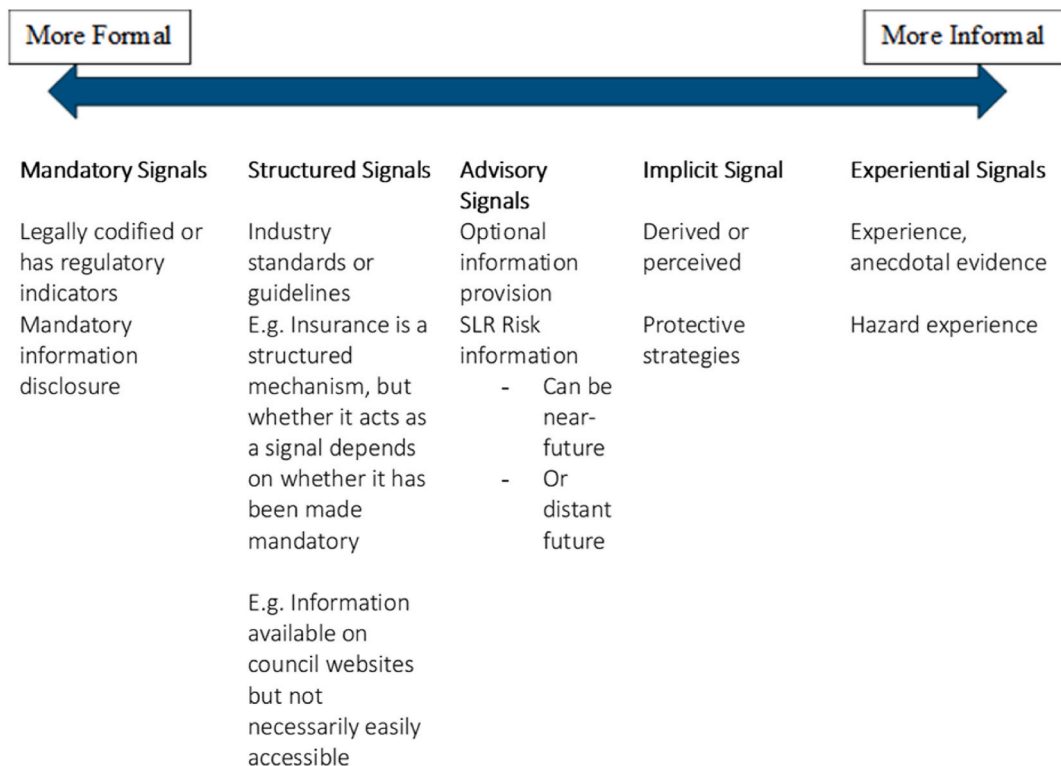 More Formal
More Informal
Mandatory Signals
Legally codified or
has regulatory
indicators
Mandatory
information
disclosure
Structured Signals
Industry
standards or
guidelines
E.g. Insurance is a
structured
mechanism, but
whether it acts as
a signal depends
on whether it has
been made
mandatory
E.g. Information
available on
council websites
but not
necessarily easily
accessible
Advisory
Signals
Optional
information
provision
SLR Risk
information
- Can be
near-
future
- Or
distant
future
Implicit Signal
Derived or
perceived
Protective
strategies
Experiential Signals
Experience,
anecdotal evidence
Hazard experience